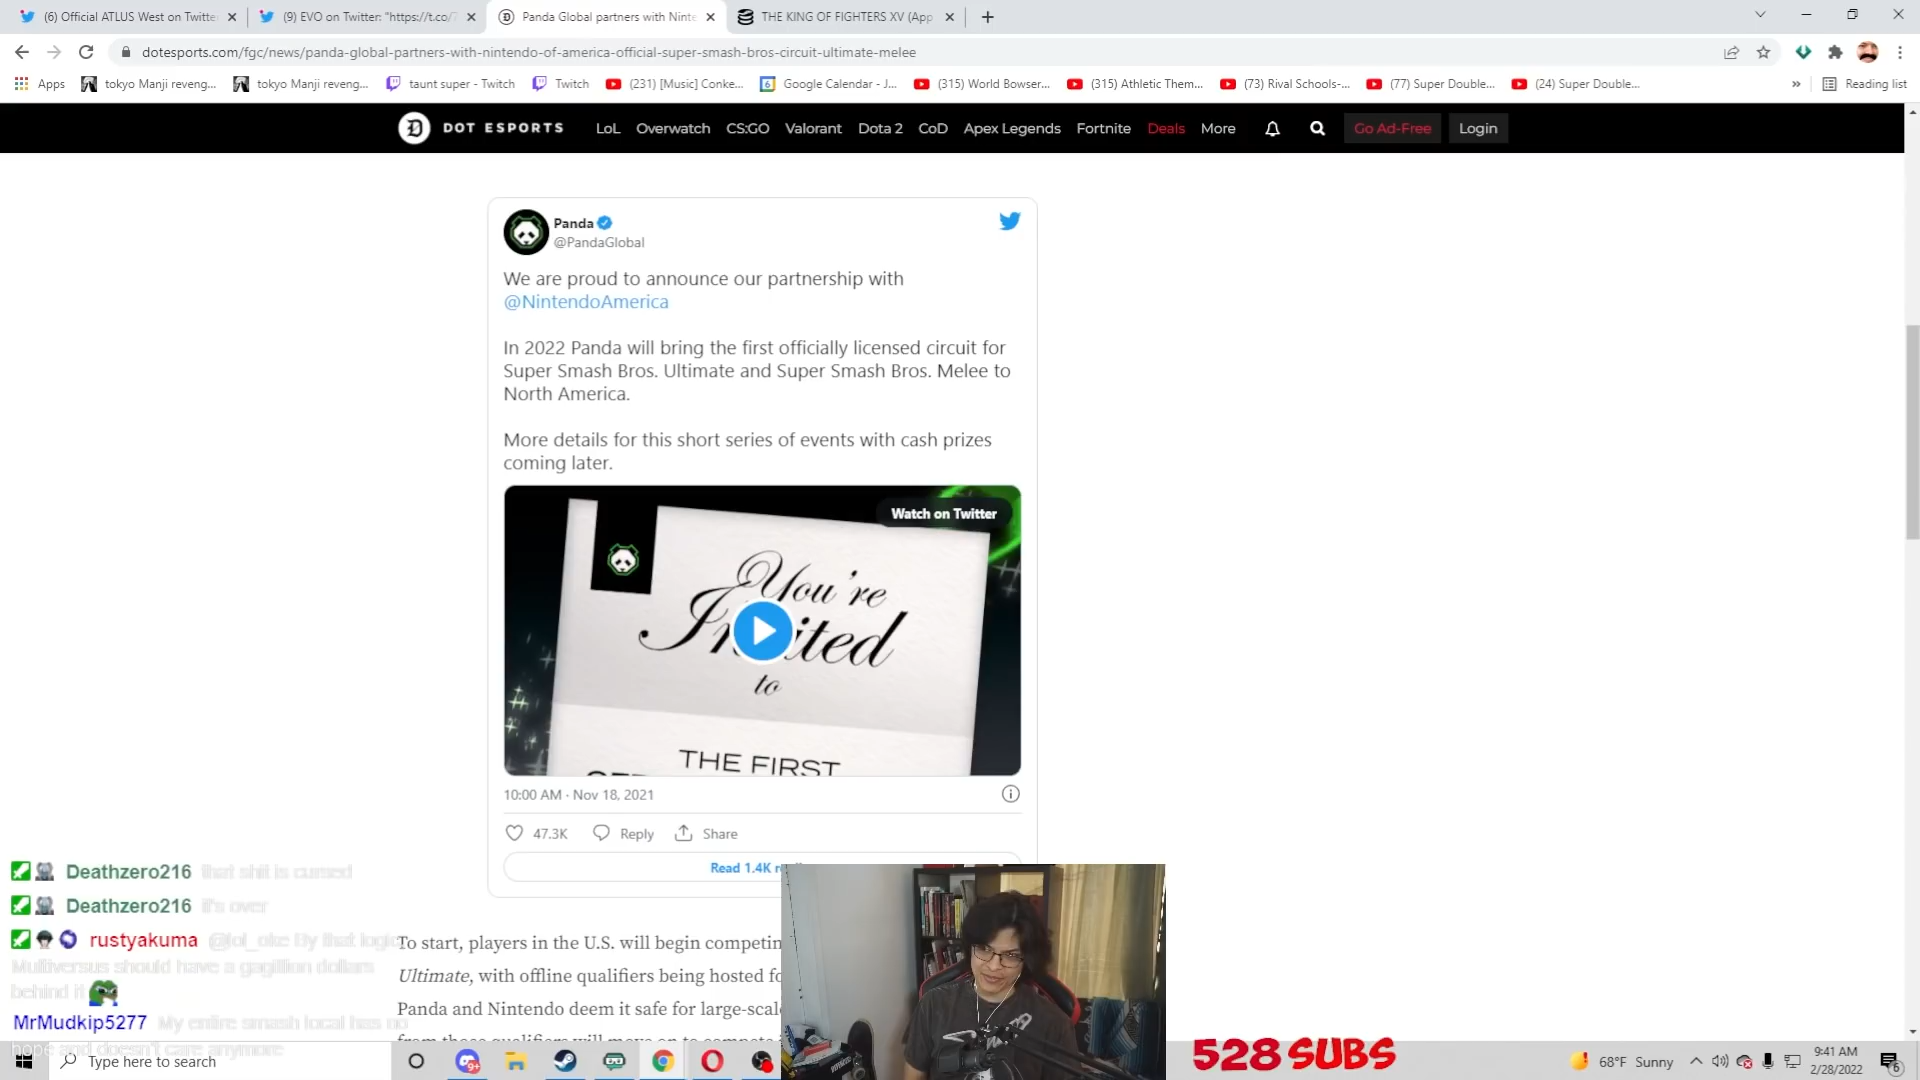 (6) Official ATLUS West on Twitte
(9) EVO on Twitter: "https://t.co/
Panda Global partners with Ninte
THE KING OF FIGHTERS XV (App
dotesports.com/fgc/news/panda-global-partners-with-nintendo-of-america-official-super-smash-bros-circuit-ultimate-melee
Apps
tokyo Manji reveng...
tokyo Manji reveng...
taunt super - Twitch
Twitch
(231) [Music] Conke...
Google Calendar - J...
(315) World Bowser...
(315) Athletic Them...
(73) Rival Schools-...
(77) Super Double...
(24) Super Double...
»
Reading list
DOT ESPORTS
LoL Overwatch CS:GO Valorant Dota 2 CoD Apex Legends Fortnite Deals More
Go Ad-Free
Login
Panda
@PandaGlobal
We are proud to announce our partnership with
@NintendoAmerica
In 2022 Panda will bring the first officially licensed circuit for
Super Smash Bros. Ultimate and Super Smash Bros. Melee to
North America.
More details for this short series of events with cash prizes
coming later.
Watch on Twitter
You're
Invited
to
THE FIRST
10:00 AM · Nov 18, 2021
47.3K Reply Share
Read 1.4K
To start, players in the U.S. will begin competin
Ultimate, with offline qualifiers being hosted fo
Panda and Nintendo deem it safe for large-scal
from these qualifiers will move on to compete
Deathzero216 that shit is cursed
Deathzero216 it's over
rustyakuma @lol_oke By that logic
Multiversus should have a gagillion dollars
behind it
MrMudkip5277 My entire smash local has no
hope and doesn't care anymore
Type here to search
9+
528 SUBS
68°F Sunny
9:41 AM
2/28/2022
6